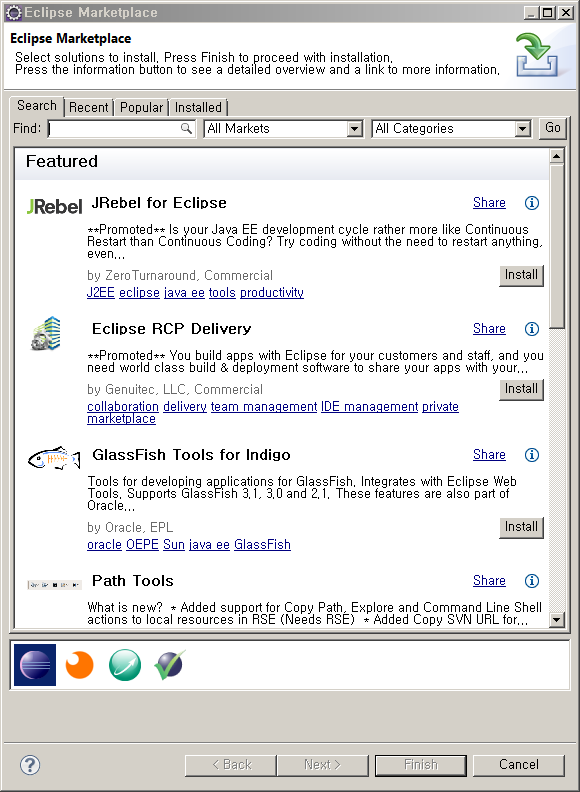 Eclipse Marketplace
Eclipse Marketplace
Select solutions to install. Press Finish to proceed with installation.
Press the information button to see a detailed overview and a link to more information.
Search Recent Popular Installed
Find: All Markets All Categories Go
Featured
JRebel JRebel for Eclipse Share
**Promoted** Is your Java EE development cycle rather more like Continuous
Restart than Continuous Coding? Try coding without the need to restart anything,
even...
by ZeroTurnaround, Commercial Install
J2EE eclipse java ee tools productivity
Eclipse RCP Delivery Share
**Promoted** You build apps with Eclipse for your customers and staff, and you
need world class build & deployment software to share your apps with your...
by Genuitec, LLC, Commercial Install
collaboration delivery team management IDE management private
marketplace
GlassFish Tools for Indigo Share
Tools for developing applications for GlassFish. Integrates with Eclipse Web
Tools. Supports GlassFish 3.1, 3.0 and 2.1. These features are also part of
Oracle...
by Oracle, EPL Install
oracle OEPE Sun java ee GlassFish
Path Tools Share
What is new? * Added support for Copy Path, Explore and Command Line Shell
actions to local resources in RSE (Needs RSE) * Added Copy SVN URL for...
? < Back Next > Finish Cancel